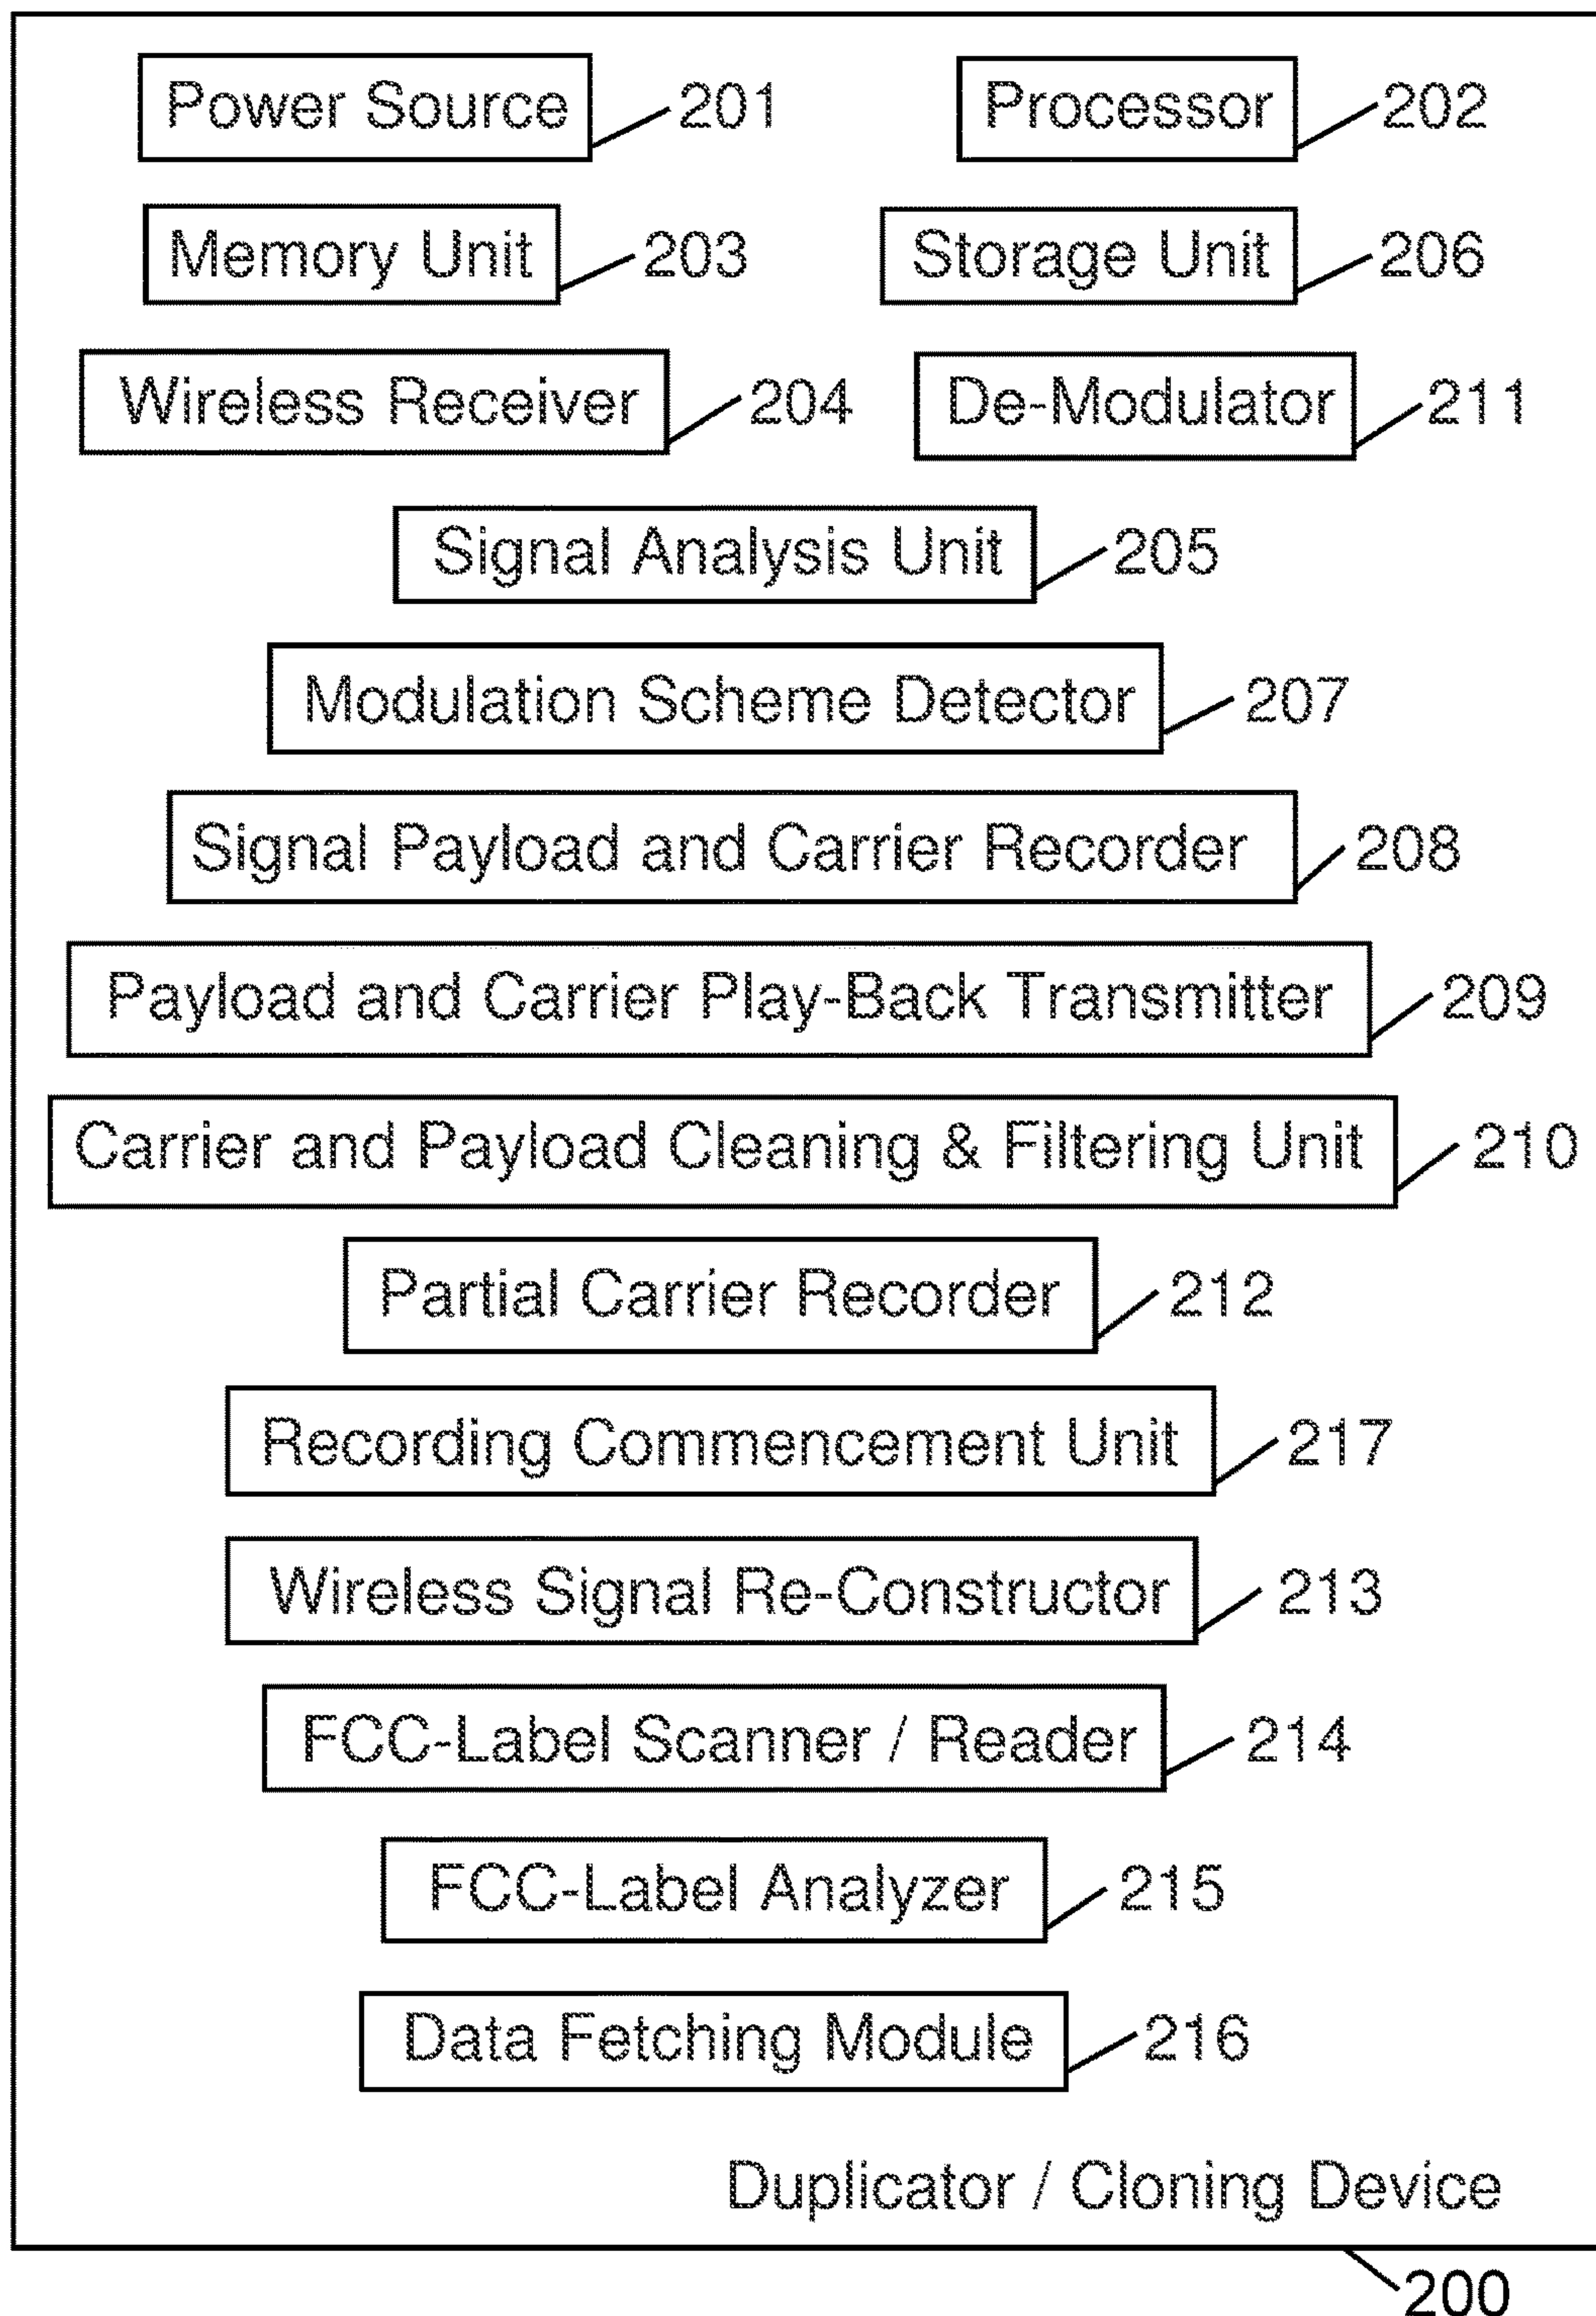 Power Source 201 Processor 202
Memory Unit 203 Storage Unit 206
Wireless Receiver 204 De-Modulator 211
Signal Analysis Unit 205
Modulation Scheme Detector 207
Signal Payload and Carrier Recorder 208
Payload and Carrier Play-Back Transmitter 209
Carrier and Payload Cleaning & Filtering Unit 210
Partial Carrier Recorder 212
Recording Commencement Unit 217
Wireless Signal Re-Constructor 213
FCC-Label Scanner / Reader 214
FCC-Label Analyzer 215
Data Fetching Module 216
Duplicator / Cloning Device
200